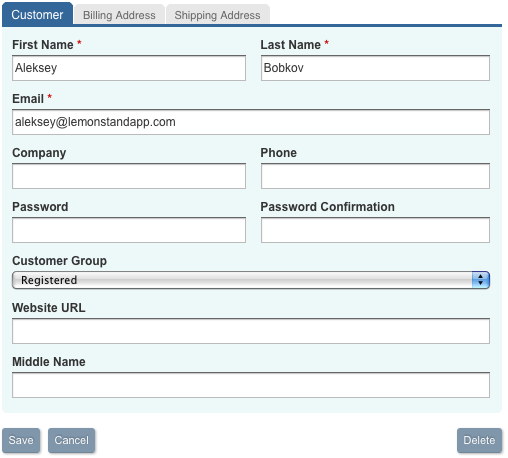 Customer Billing Address Shipping Address
First Name * Last Name *
Aleksey Bobkov
Email *
aleksey@lemonstandapp.com
Company Phone
Password Password Confirmation
Customer Group
Registered
Website URL
Middle Name
Save Cancel Delete